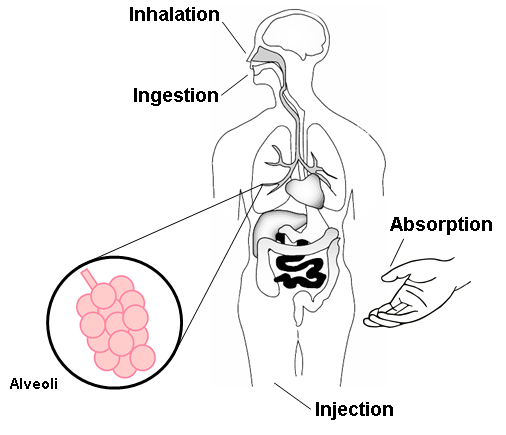 Inhalation
Ingestion
Absorption
Alveoli
Injection